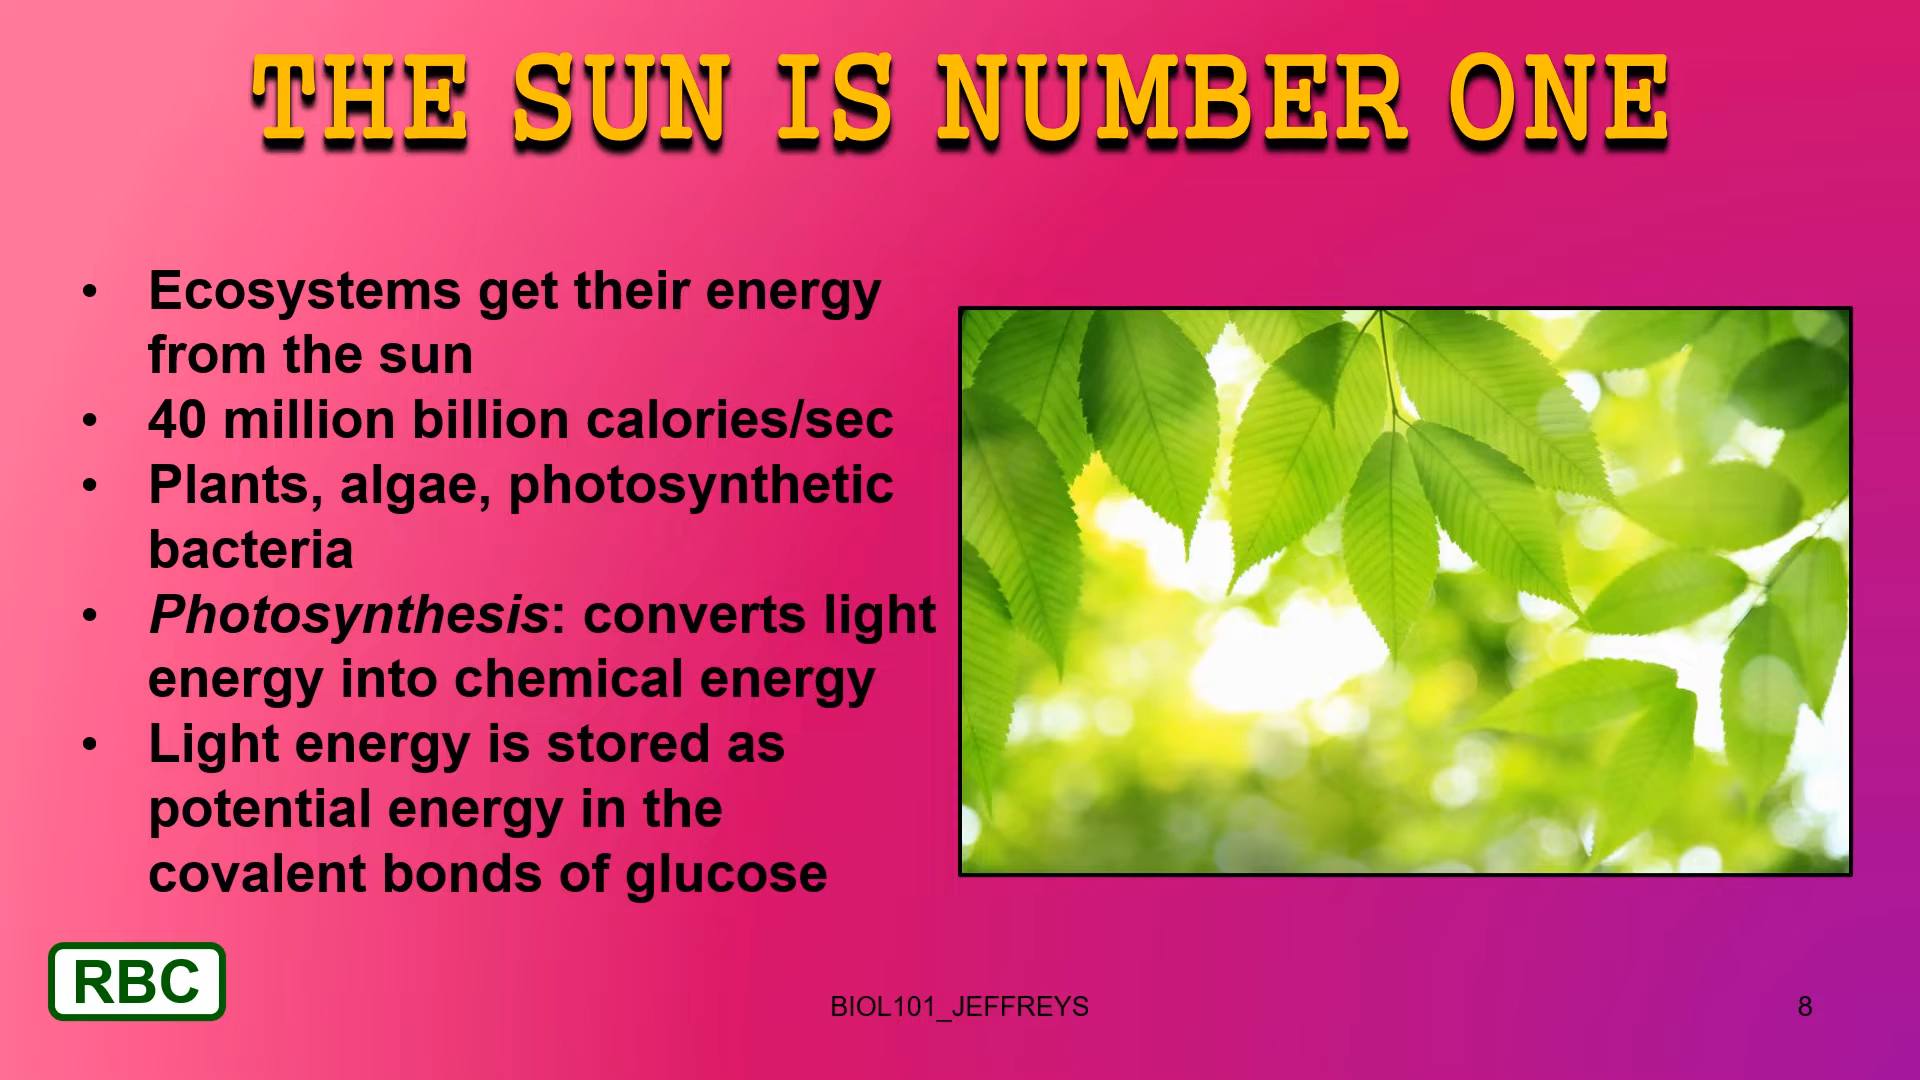 THE SUN IS NUMBER ONE
• Ecosystems get their energy
from the sun
• 40 million billion calories/sec
• Plants, algae, photosynthetic
bacteria
• Photosynthesis: converts light
energy into chemical energy
• Light energy is stored as
potential energy in the
covalent bonds of glucose
RBC
BIOL101_JEFFREYS
8